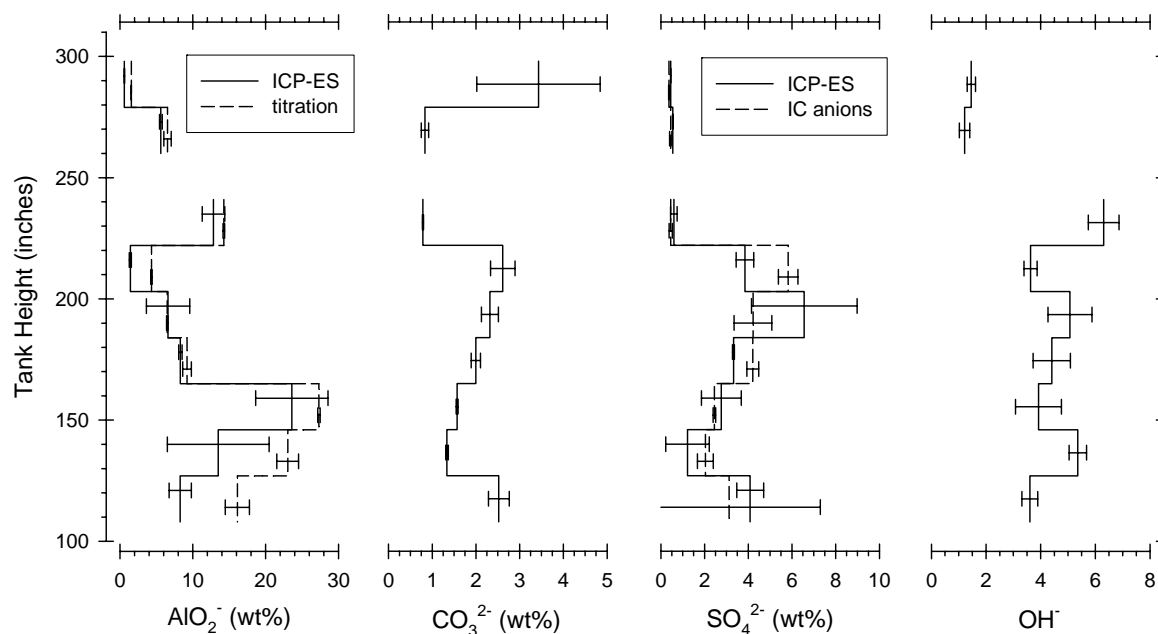 300
250
200
150
100
Tank Height (inches)
ICP-ES
titration
ICP-ES
IC anions
0 10 20 30
0 1 2 3 4 5
0 2 4 6 8 10
0 2 4 6 8
AlO₂⁻ (wt%)
CO₃²⁻ (wt%)
SO₄²⁻ (wt%)
OH⁻